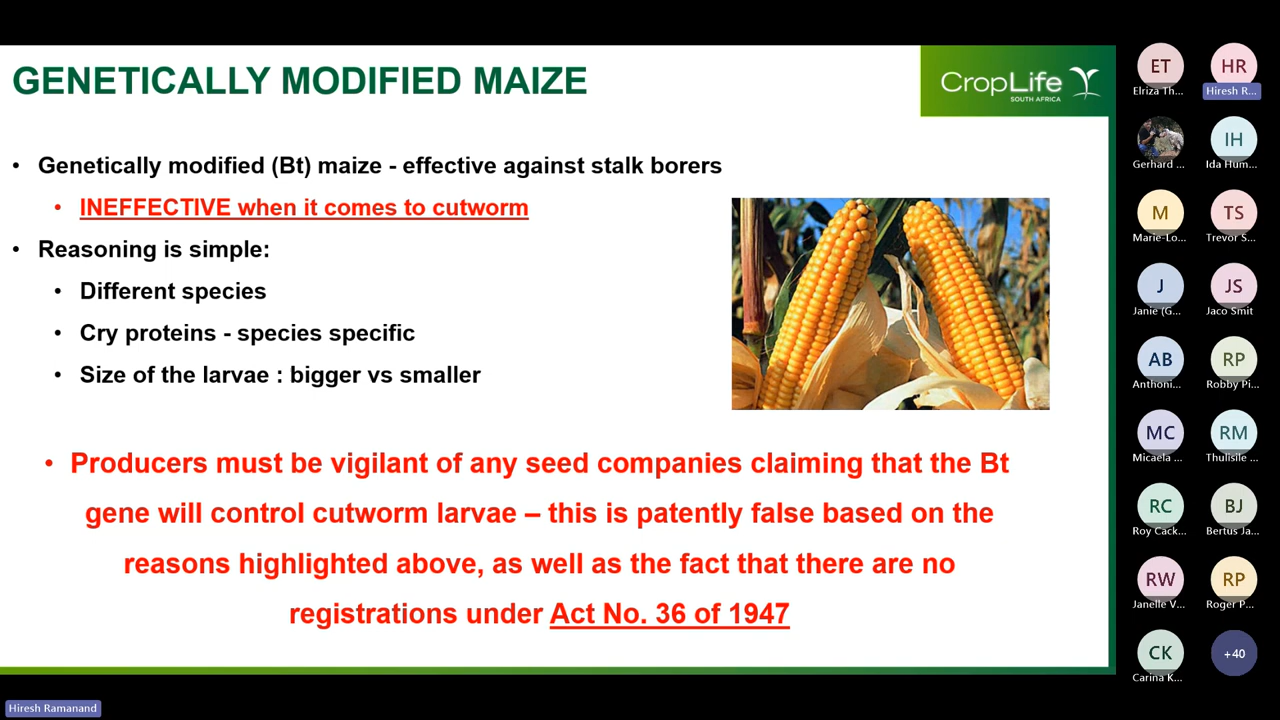 GENETICALLY MODIFIED MAIZE
CropLife
SOUTH AFRICA
• Genetically modified (Bt) maize - effective against stalk borers
• INEFFECTIVE when it comes to cutworm
• Reasoning is simple:
• Different species
• Cry proteins - species specific
• Size of the larvae : bigger vs smaller
• Producers must be vigilant of any seed companies claiming that the Bt
gene will control cutworm larvae – this is patently false based on the
reasons highlighted above, as well as the fact that there are no
registrations under Act No. 36 of 1947
ET
HR
Elriza Th...
Hiresh R...
IH
Gerhard ...
Ida Hum...
M
TS
Marie-Lo...
Trevor S...
J
JS
Janie (G...
Jaco Smit
AB
RP
Anthoni...
Robby Pi...
MC
RM
Micaela ...
Thulisile ...
RC
BJ
Roy Cack...
Bertus Ja...
RW
RP
Janelle V...
Roger P...
CK
+40
Carina K...
Hiresh Ramanand